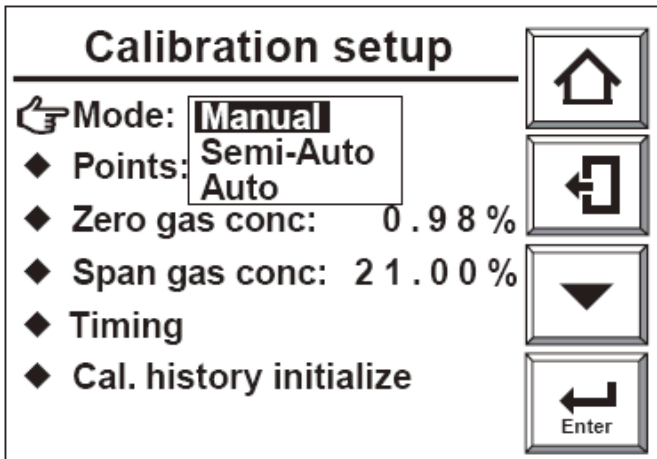 Calibration setup
Mode: Manual
Semi-Auto
Points:
Auto
Zero gas conc: 0.98%
Span gas conc: 21.00%
Timing
Cal. history initialize
Enter